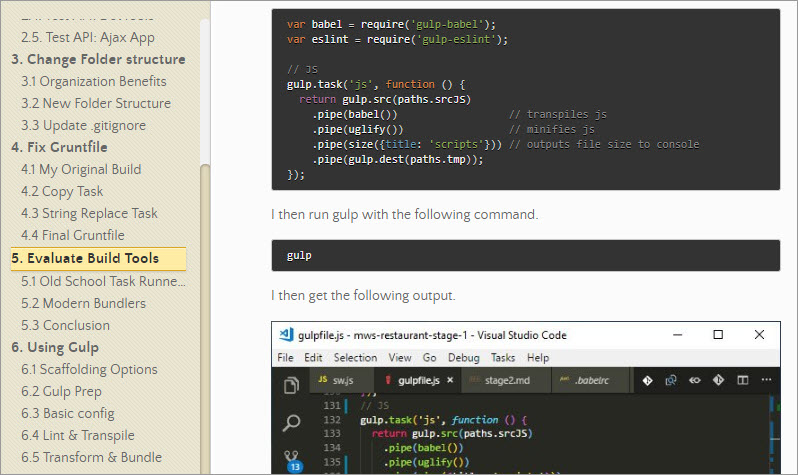 2.5. Test API: Ajax App
3. Change Folder structure
3.1 Organization Benefits
3.2 New Folder Structure
3.3 Update .gitignore
4. Fix Gruntfile
4.1 My Original Build
4.2 Copy Task
4.3 String Replace Task
4.4 Final Gruntfile
5. Evaluate Build Tools
5.1 Old School Task Runne...
5.2 Modern Bundlers
5.3 Conclusion
6. Using Gulp
6.1 Scaffolding Options
6.2 Gulp Prep
6.3 Basic config
6.4 Lint & Transpile
6.5 Transform & Bundle
var babel = require('gulp-babel');
var eslint = require('gulp-eslint');
// JS
gulp.task('js', function () {
return gulp.src(paths.srcJS)
.pipe(babel()) // transpiles js
.pipe(uglify()) // minifies js
.pipe(size({title: 'scripts'})) // outputs file size to console
.pipe(gulp.dest(paths.tmp));
});
I then run gulp with the following command.
gulp
I then get the following output.
gulpfile.js - mws-restaurant-stage-1 - Visual Studio Code
File Edit Selection View Go Debug Tasks Help
JS sw.js gulpfile.js stage2.md .babelrc
131 // JS
132 gulp.task('js', function () {
133 return gulp.src(paths.srcJS)
134 .pipe(babel())
135 .pipe(uglify())
13